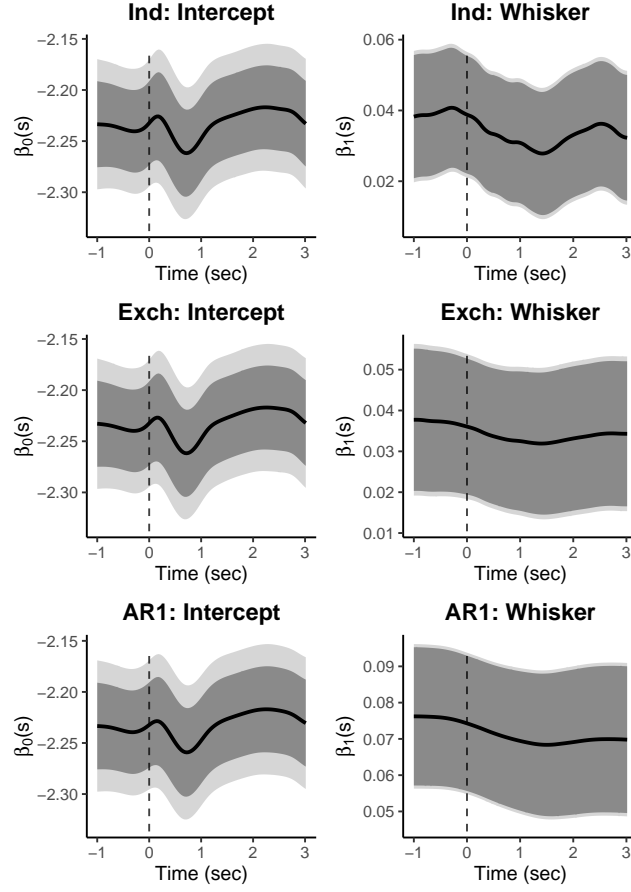 Ind: Intercept
β0(s)
−2.15
−2.20
−2.25
−2.30
−1 0 1 2 3
Time (sec)
Ind: Whisker
β1(s)
0.06
0.04
0.02
−1 0 1 2 3
Time (sec)
Exch: Intercept
β0(s)
−2.15
−2.20
−2.25
−2.30
−1 0 1 2 3
Time (sec)
Exch: Whisker
β1(s)
0.05
0.04
0.03
0.02
0.01
−1 0 1 2 3
Time (sec)
AR1: Intercept
β0(s)
−2.15
−2.20
−2.25
−2.30
−1 0 1 2 3
Time (sec)
AR1: Whisker
β1(s)
0.09
0.08
0.07
0.06
0.05
−1 0 1 2 3
Time (sec)